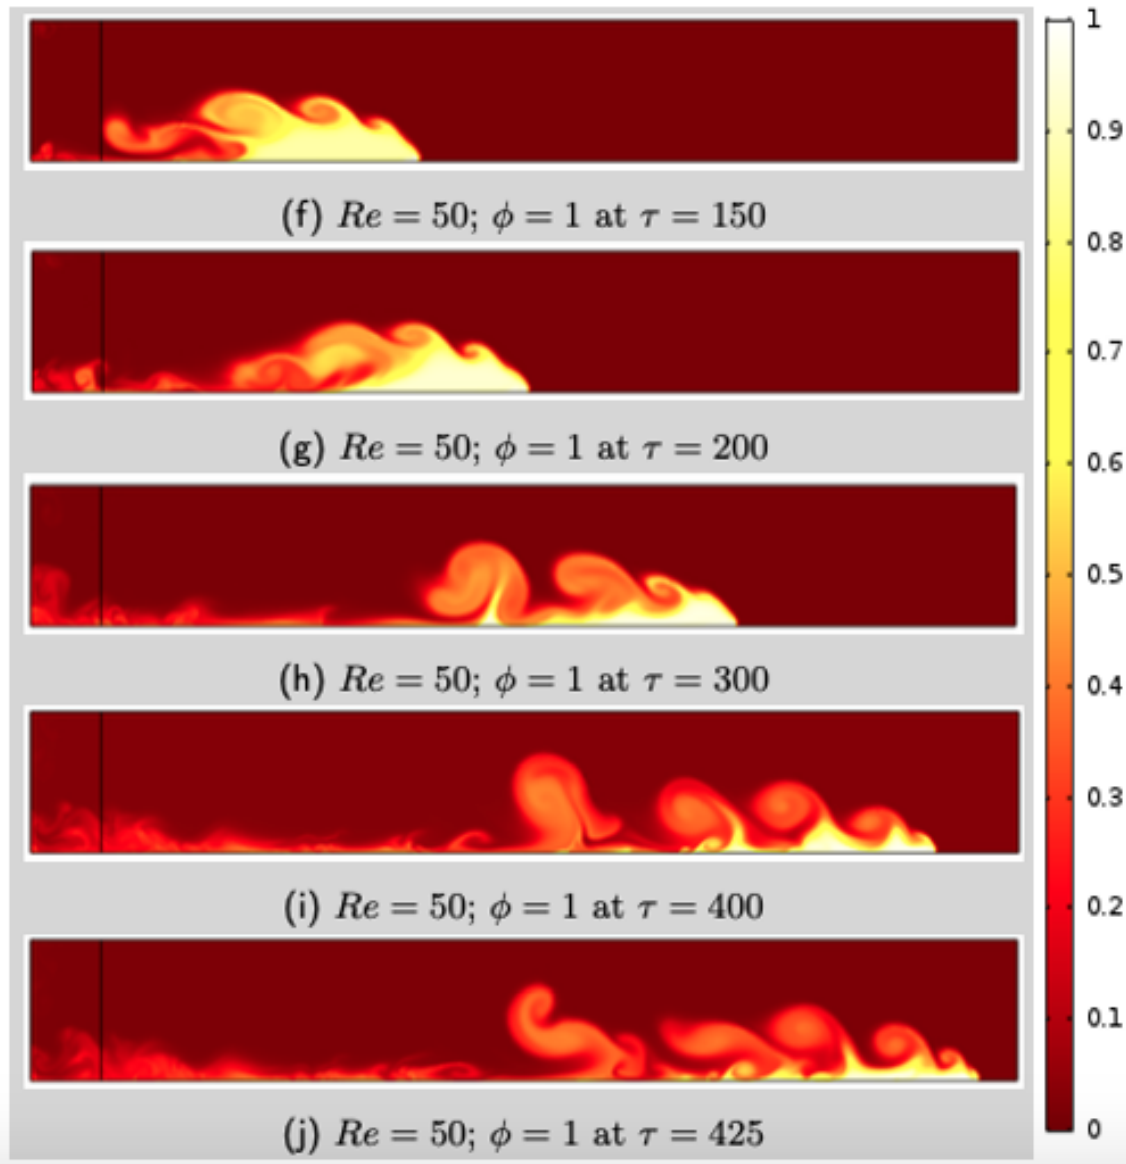 1
0.9
(f) Re = 50; ϕ = 1 at τ = 150
0.8
0.7
(g) Re = 50; ϕ = 1 at τ = 200
0.6
0.5
(h) Re = 50; ϕ = 1 at τ = 300
0.4
0.3
(i) Re = 50; ϕ = 1 at τ = 400
0.2
0.1
(j) Re = 50; ϕ = 1 at τ = 425
0